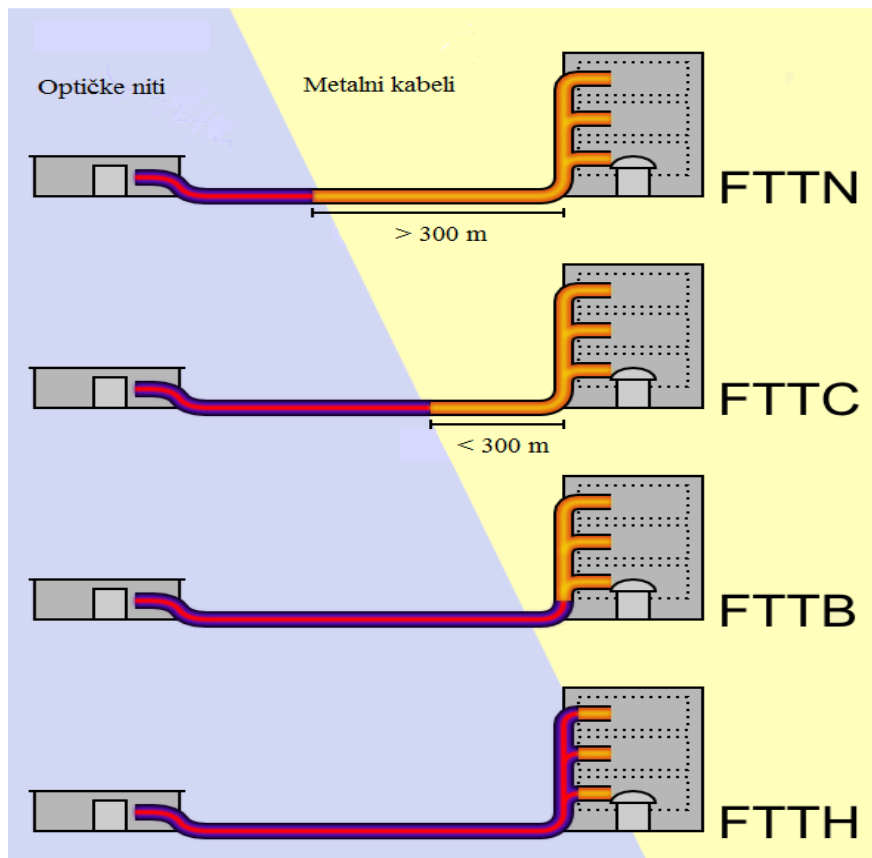 Optičke niti
Metalni kabeli
FTTN
> 300 m
FTTC
< 300 m
FTTB
FTTH